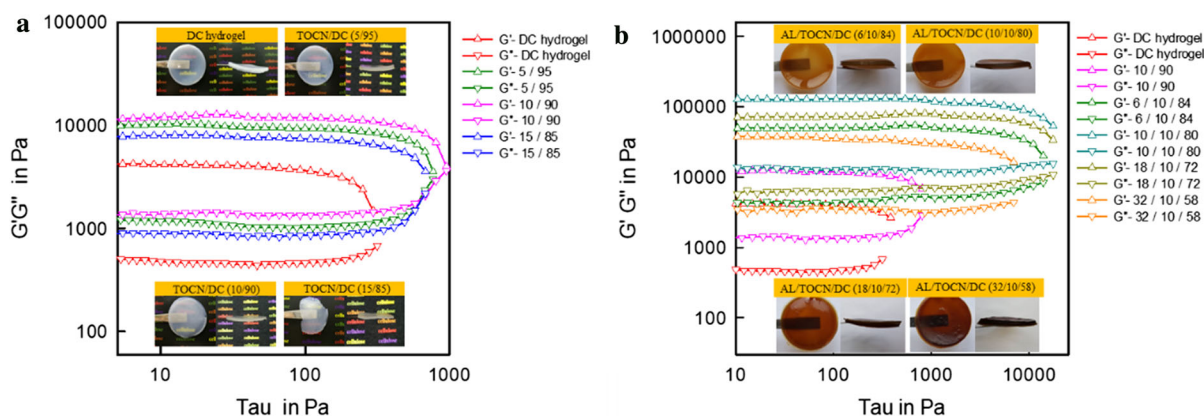 a
DC hydrogel
TOCN/DC (5/95)
TOCN/DC (10/90)
TOCN/DC (15/85)
100000
10000
1000
100
G'G" in Pa
10
100
1000
Tau in Pa
G'- DC hydrogel
G"- DC hydrogel
G'- 5 / 95
G"- 5 / 95
G'- 10 / 90
G"- 10 / 90
G'- 15 / 85
G"- 15 / 85
b
AL/TOCN/DC (6/10/84)
AL/TOCN/DC (10/10/80)
AL/TOCN/DC (18/10/72)
AL/TOCN/DC (32/10/58)
1000000
100000
10000
1000
100
G' G" in Pa
10
100
1000
10000
Tau in Pa
G'- DC hydrogel
G"- DC hydrogel
G'- 10 / 90
G"- 10 / 90
G'- 6 / 10 / 84
G"- 6 / 10 / 84
G'- 10 / 10 / 80
G"- 10 / 10 / 80
G'- 18 / 10 / 72
G"- 18 / 10 / 72
G'- 32 / 10 / 58
G"- 32 / 10 / 58